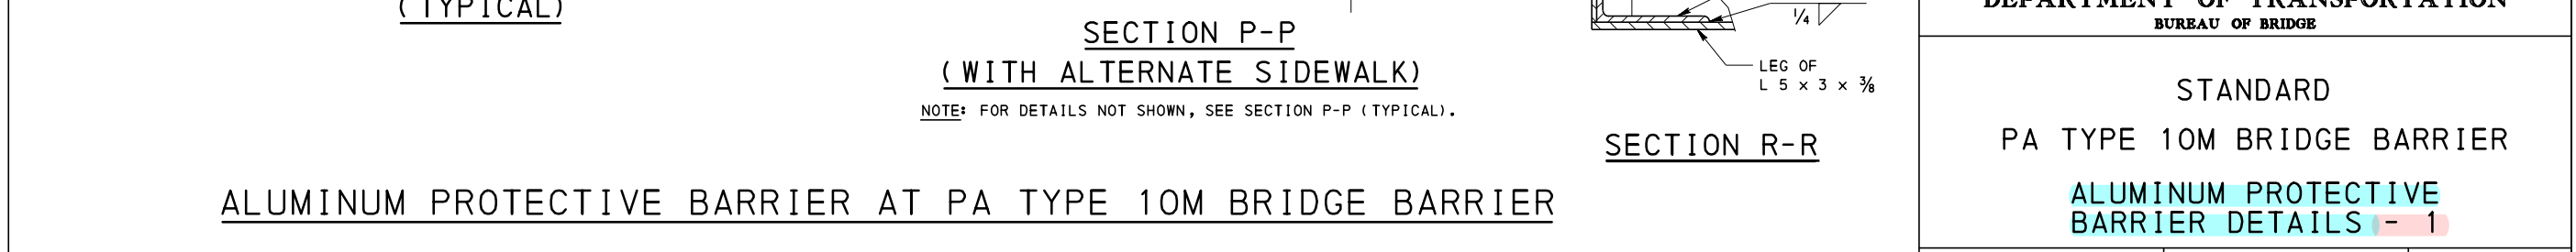 (TYPICAL)
SECTION P-P
(WITH ALTERNATE SIDEWALK)
NOTE: FOR DETAILS NOT SHOWN, SEE SECTION P-P (TYPICAL).
1/4
LEG OF
L 5 x 3 x 3/8
SECTION R-R
ALUMINUM PROTECTIVE BARRIER AT PA TYPE 10M BRIDGE BARRIER
DEPARTMENT OF TRANSPORTATION
BUREAU OF BRIDGE
STANDARD
PA TYPE 10M BRIDGE BARRIER
ALUMINUM PROTECTIVE
BARRIER DETAILS - 1